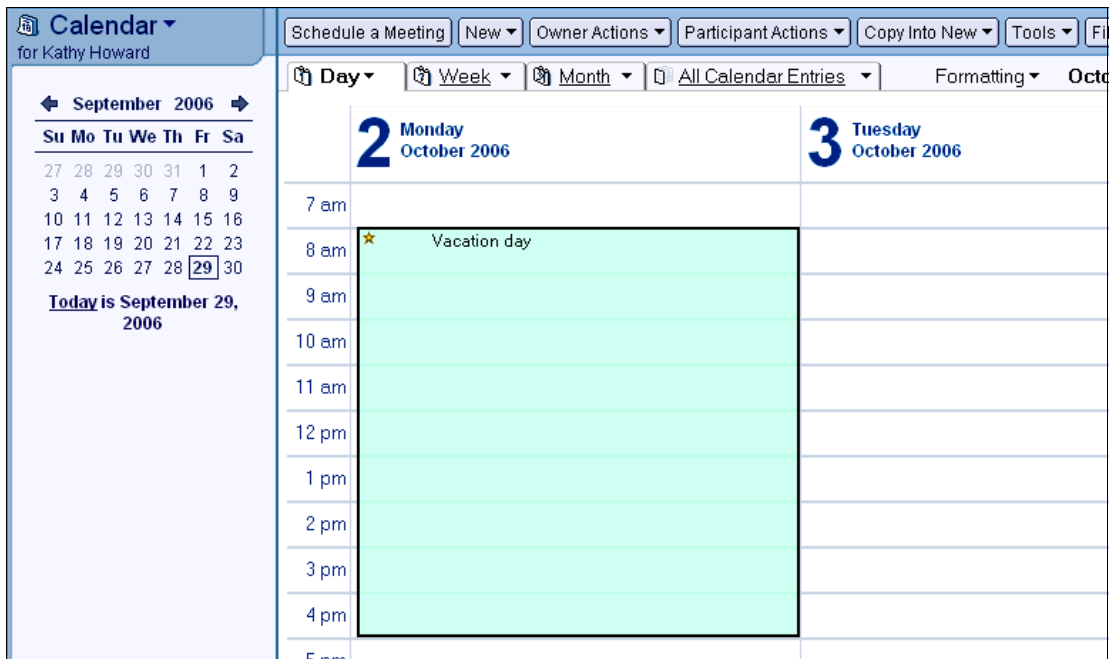 Calendar
for Kathy Howard
Schedule a Meeting New Owner Actions Participant Actions Copy Into New Tools
Day Week Month All Calendar Entries Formatting
September 2006
Su Mo Tu We Th Fr Sa
27 28 29 30 31 1 2
3 4 5 6 7 8 9
10 11 12 13 14 15 16
17 18 19 20 21 22 23
24 25 26 27 28 29 30
Today is September 29,
2006
2 Monday
October 2006
3 Tuesday
October 2006
7 am
8 am Vacation day
9 am
10 am
11 am
12 pm
1 pm
2 pm
3 pm
4 pm
5 pm